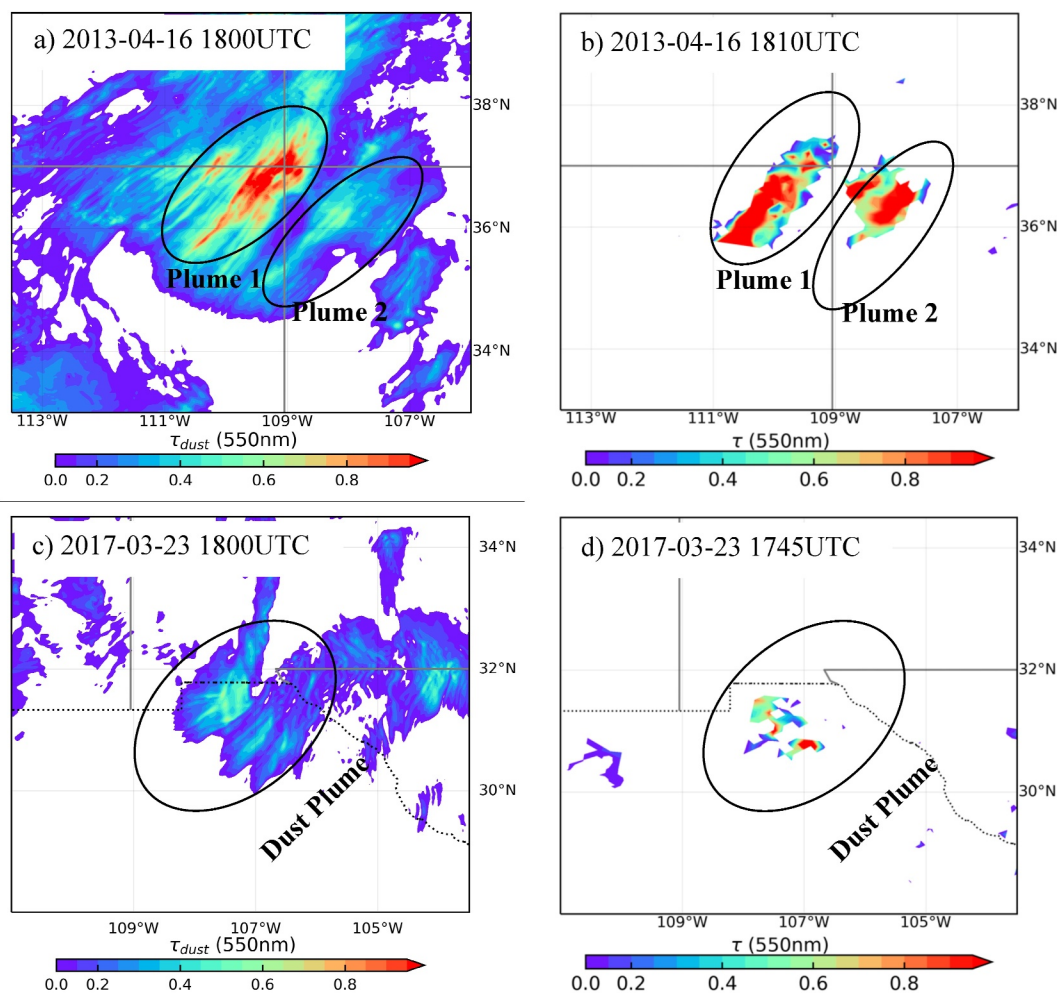 a) 2013-04-16 1800UTC
38°N
36°N
34°N
Plume 1
Plume 2
113°W 111°W 109°W 107°W
τdust (550nm)
0.0 0.2 0.4 0.6 0.8
b) 2013-04-16 1810UTC
38°N
36°N
34°N
Plume 1
Plume 2
113°W 111°W 109°W 107°W
τ (550nm)
0.0 0.2 0.4 0.6 0.8
c) 2017-03-23 1800UTC
34°N
32°N
30°N
Dust Plume
109°W 107°W 105°W
τdust (550nm)
0.0 0.2 0.4 0.6 0.8
d) 2017-03-23 1745UTC
34°N
32°N
30°N
Dust Plume
109°W 107°W 105°W
τ (550nm)
0.0 0.2 0.4 0.6 0.8